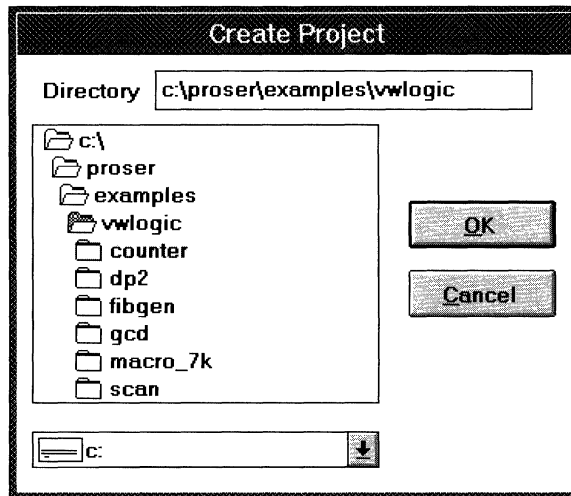 Create Project
Directory c:\proser\examples\vwlogic
c:\
proser
examples
vwlogic
counter
dp2
fibgen
gcd
macro_7k
scan
OK
Cancel
c: